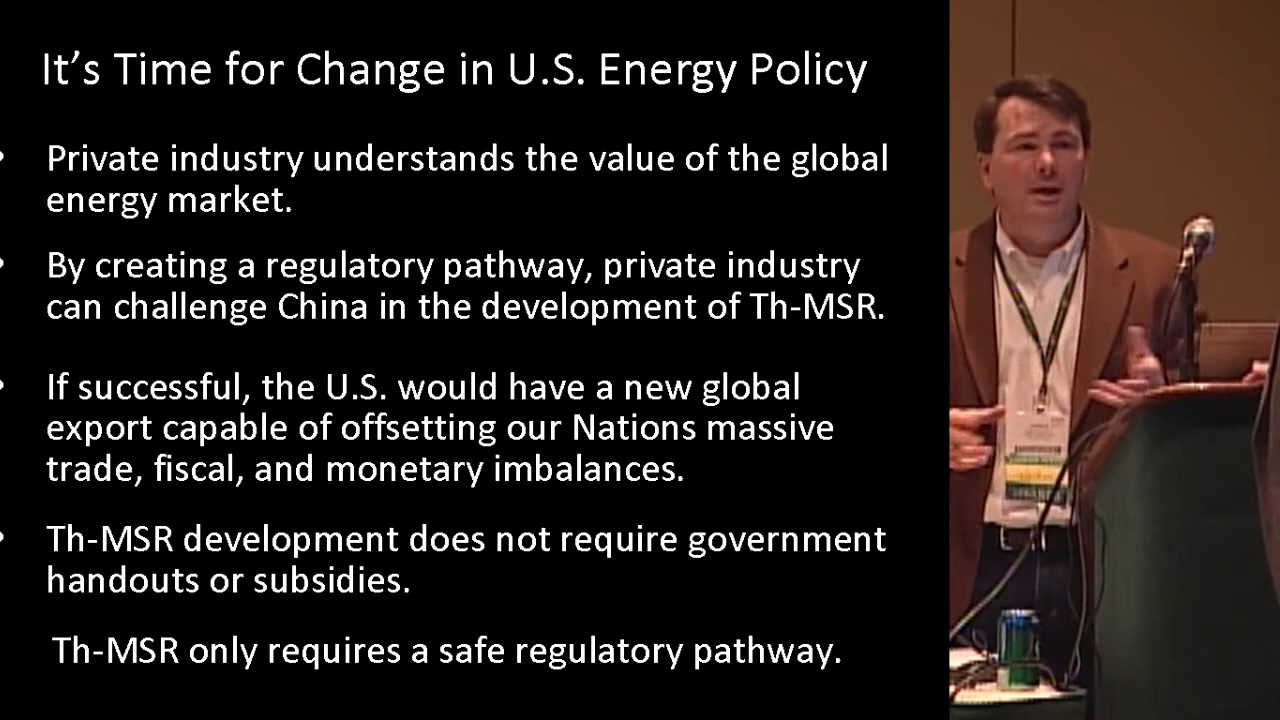 It's Time for Change in U.S. Energy Policy
• Private industry understands the value of the global
energy market.
• By creating a regulatory pathway, private industry
can challenge China in the development of Th-MSR.
• If successful, the U.S. would have a new global
export capable of offsetting our Nations massive
trade, fiscal, and monetary imbalances.
• Th-MSR development does not require government
handouts or subsidies.
Th-MSR only requires a safe regulatory pathway.